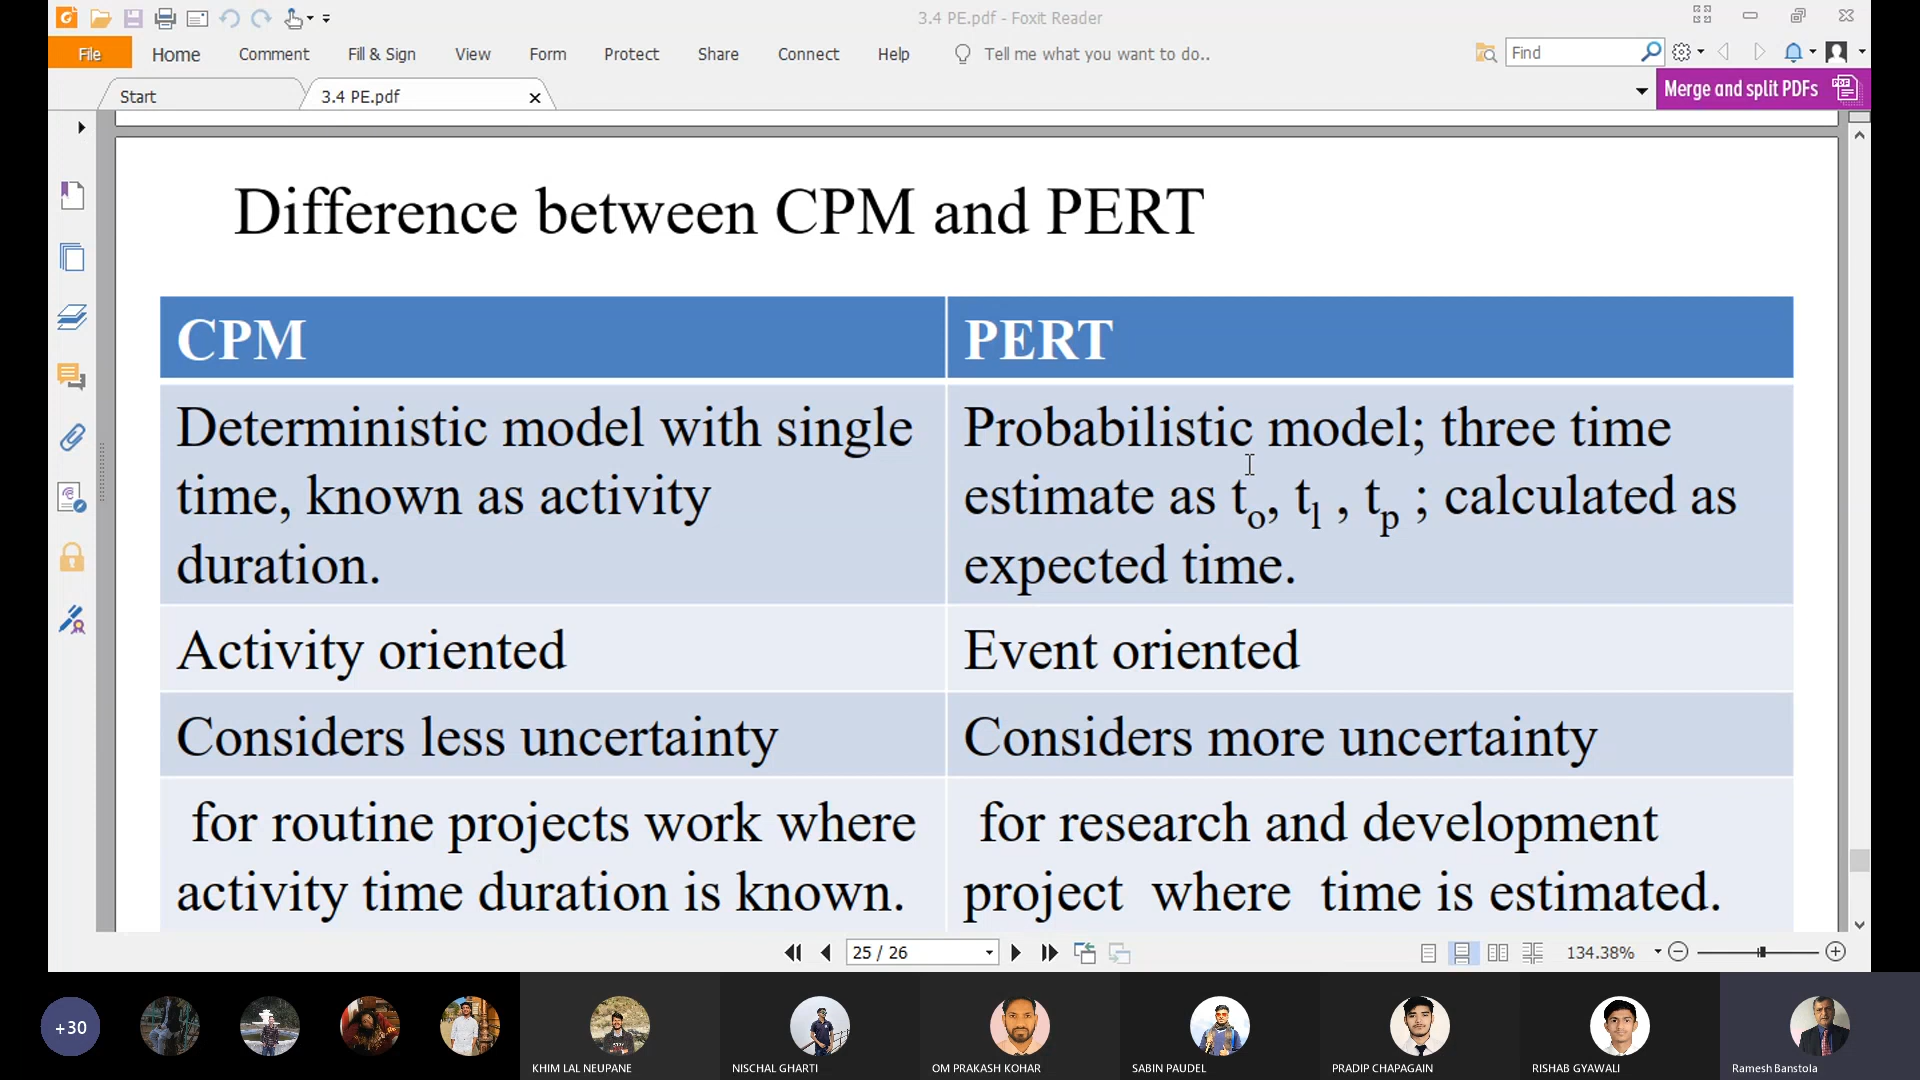 3.4 PE.pdf - Foxit Reader
File Home Comment Fill & Sign View Form Protect Share Connect Help Tell me what you want to do.. Find
Start 3.4 PE.pdf Merge and split PDFs
Difference between CPM and PERT
CPM
Deterministic model with single
time, known as activity
duration.
PERT
Probabilistic model; three time
estimate as to, tl , tp ; calculated as
expected time.
Activity oriented
Event oriented
Considers less uncertainty
Considers more uncertainty
for routine projects work where
activity time duration is known.
for research and development
project where time is estimated.
25 / 26 134.38%
+30
KHIM LAL NEUPANE NISCHAL GHARTI OM PRAKASH KOHAR SABIN PAUDEL PRADIP CHAPAGAIN RISHAB GYAWALI Ramesh Banstola